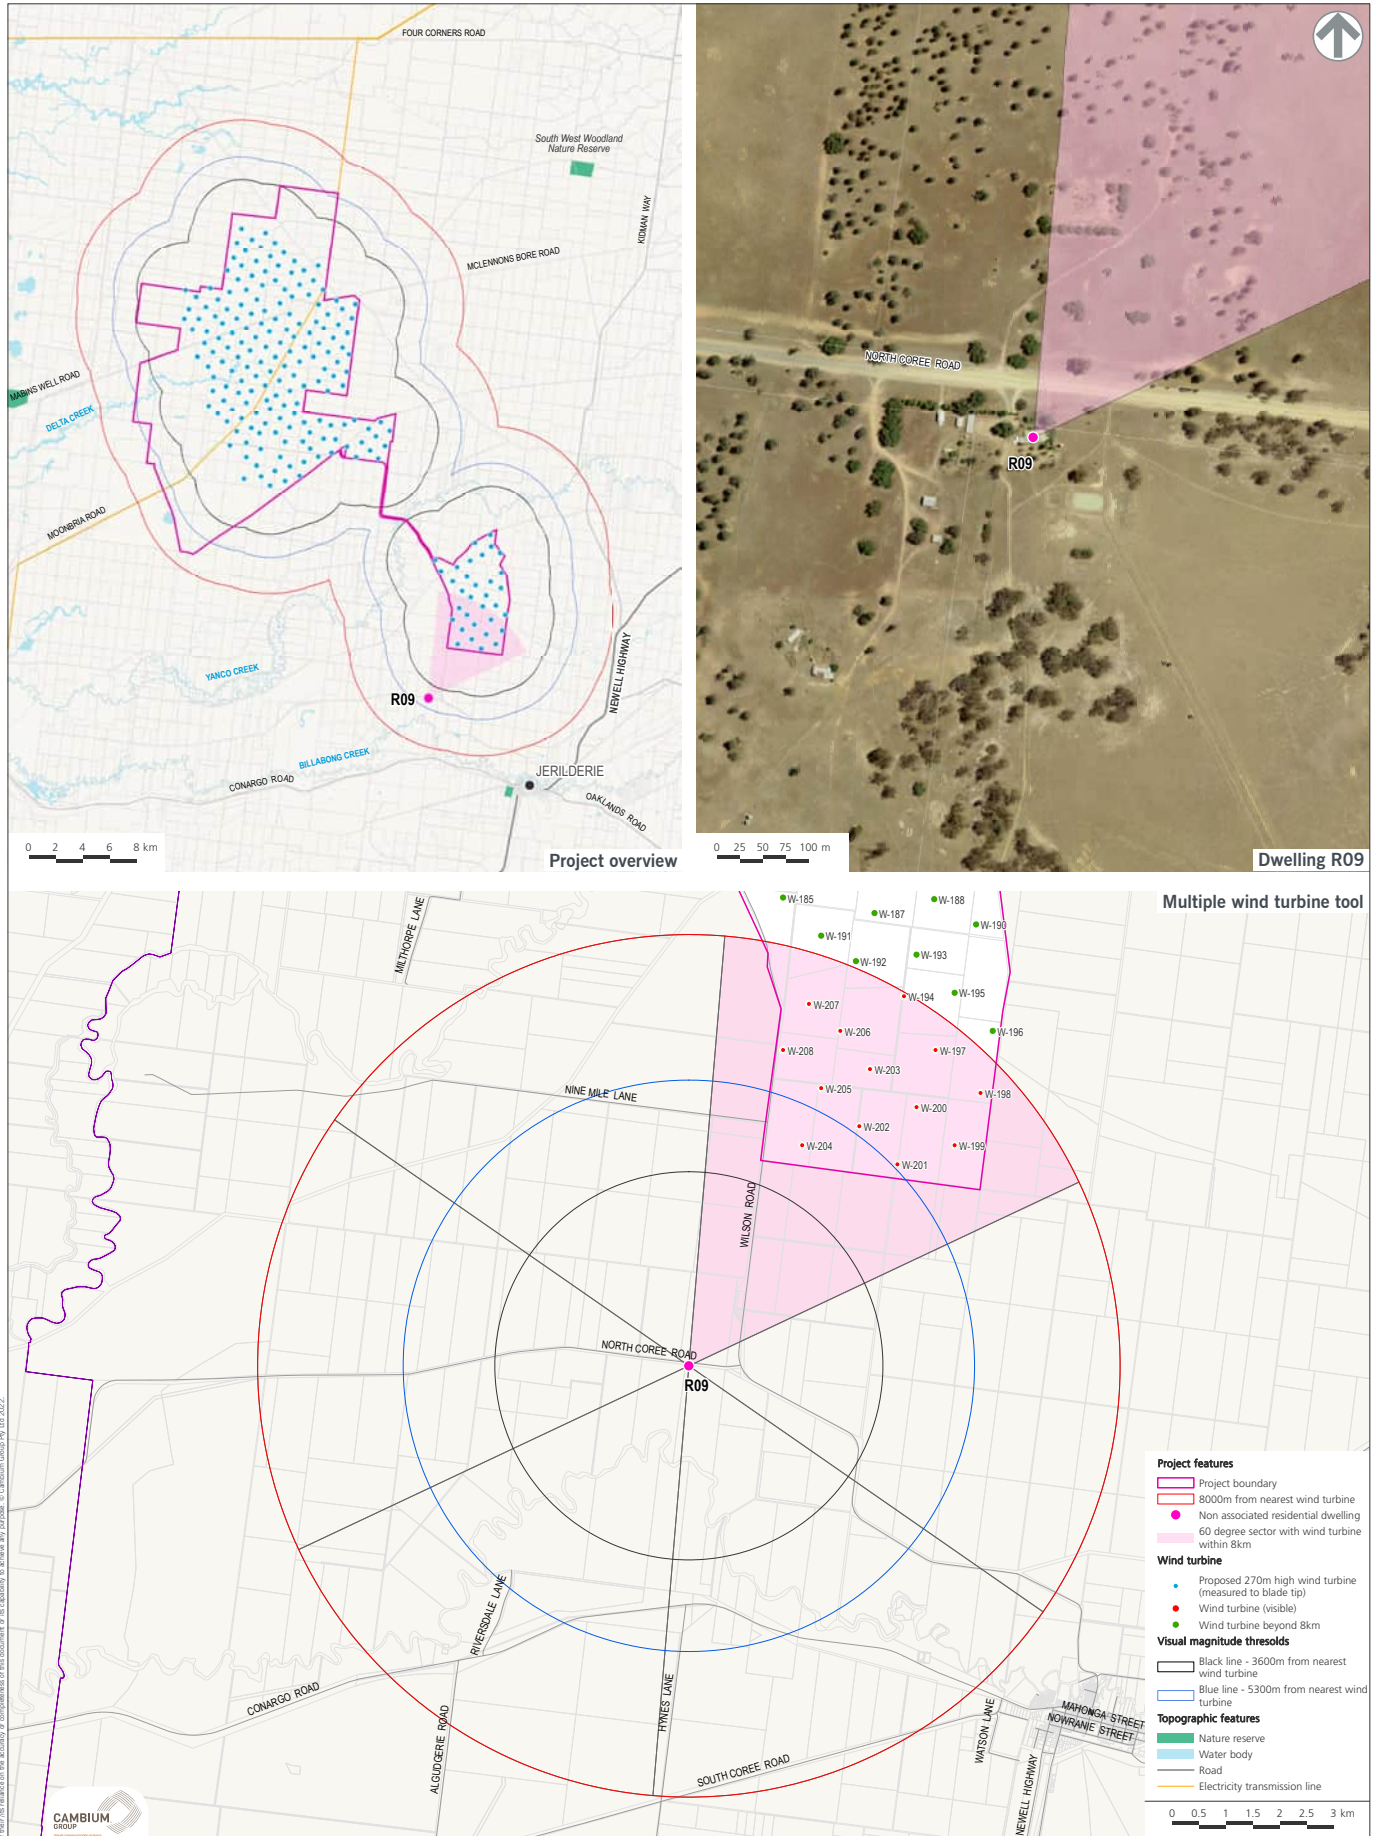 FOUR CORNERS ROAD
South West Woodland
Nature Reserve
KIDMAN WAY
MCLENNONS BORE ROAD
MABINS WELL ROAD
DELTA CREEK
MOONBRIA ROAD
YANCO CREEK
R09
NEWELL HIGHWAY
BILLABONG CREEK
CONARGO ROAD
JERILDERIE
OAKLANDS ROAD
0 2 4 6 8 km
Project overview
NORTH COREE ROAD
R09
0 25 50 75 100 m
Dwelling R09
Multiple wind turbine tool
MILTHORPE LANE
W-185
W-187
W-188
W-190
W-191
W-192
W-193
W-194
W-195
W-196
W-207
W-206
W-208
W-197
W-203
W-205
W-198
W-200
W-202
W-204
W-199
W-201
NINE MILE LANE
WILSON ROAD
NORTH COREE ROAD
R09
RIVERSDALE LANE
CONARGO ROAD
ALGUDGERIE ROAD
HYNES LANE
SOUTH COREE ROAD
WATSON LANE
NEWELL HIGHWAY
MAHONGA STREET
NOWRANIE STREET
Project features
Project boundary
8000m from nearest wind turbine
Non associated residential dwelling
60 degree sector with wind turbine
within 8km
Wind turbine
Proposed 270m high wind turbine
(measured to blade tip)
Wind turbine (visible)
Wind turbine beyond 8km
Visual magnitude thresolds
Black line - 3600m from nearest
wind turbine
Blue line - 5300m from nearest wind
turbine
Topographic features
Nature reserve
Water body
Road
Electricity transmission line
0 0.5 1 1.5 2 2.5 3 km
CAMBIUM
GROUP